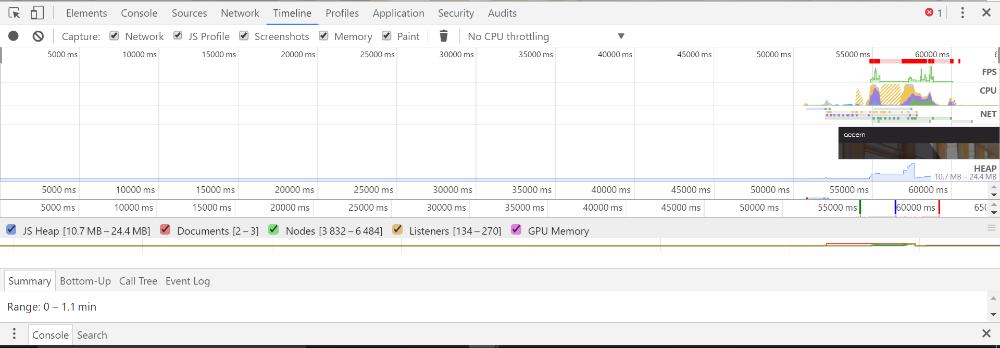 Elements Console Sources Network Timeline Profiles Application Security Audits 1
Capture: Network JS Profile Screenshots Memory Paint No CPU throttling
5000 ms 10000 ms 15000 ms 20000 ms 25000 ms 30000 ms 35000 ms 40000 ms 45000 ms 50000 ms 55000 ms 60000 ms 6
FPS
CPU
NET
accern
HEAP
10.7 MB – 24.4 MB
5000 ms 10000 ms 15000 ms 20000 ms 25000 ms 30000 ms 35000 ms 40000 ms 45000 ms 50000 ms 55000 ms 60000 ms
5000 ms 10000 ms 15000 ms 20000 ms 25000 ms 30000 ms 35000 ms 40000 ms 45000 ms 50000 ms 55000 ms 60000 ms 650
JS Heap [10.7 MB – 24.4 MB] Documents [2 – 3] Nodes [3 832 – 6 484] Listeners [134 – 270] GPU Memory
Summary Bottom-Up Call Tree Event Log
Range: 0 – 1.1 min
Console Search